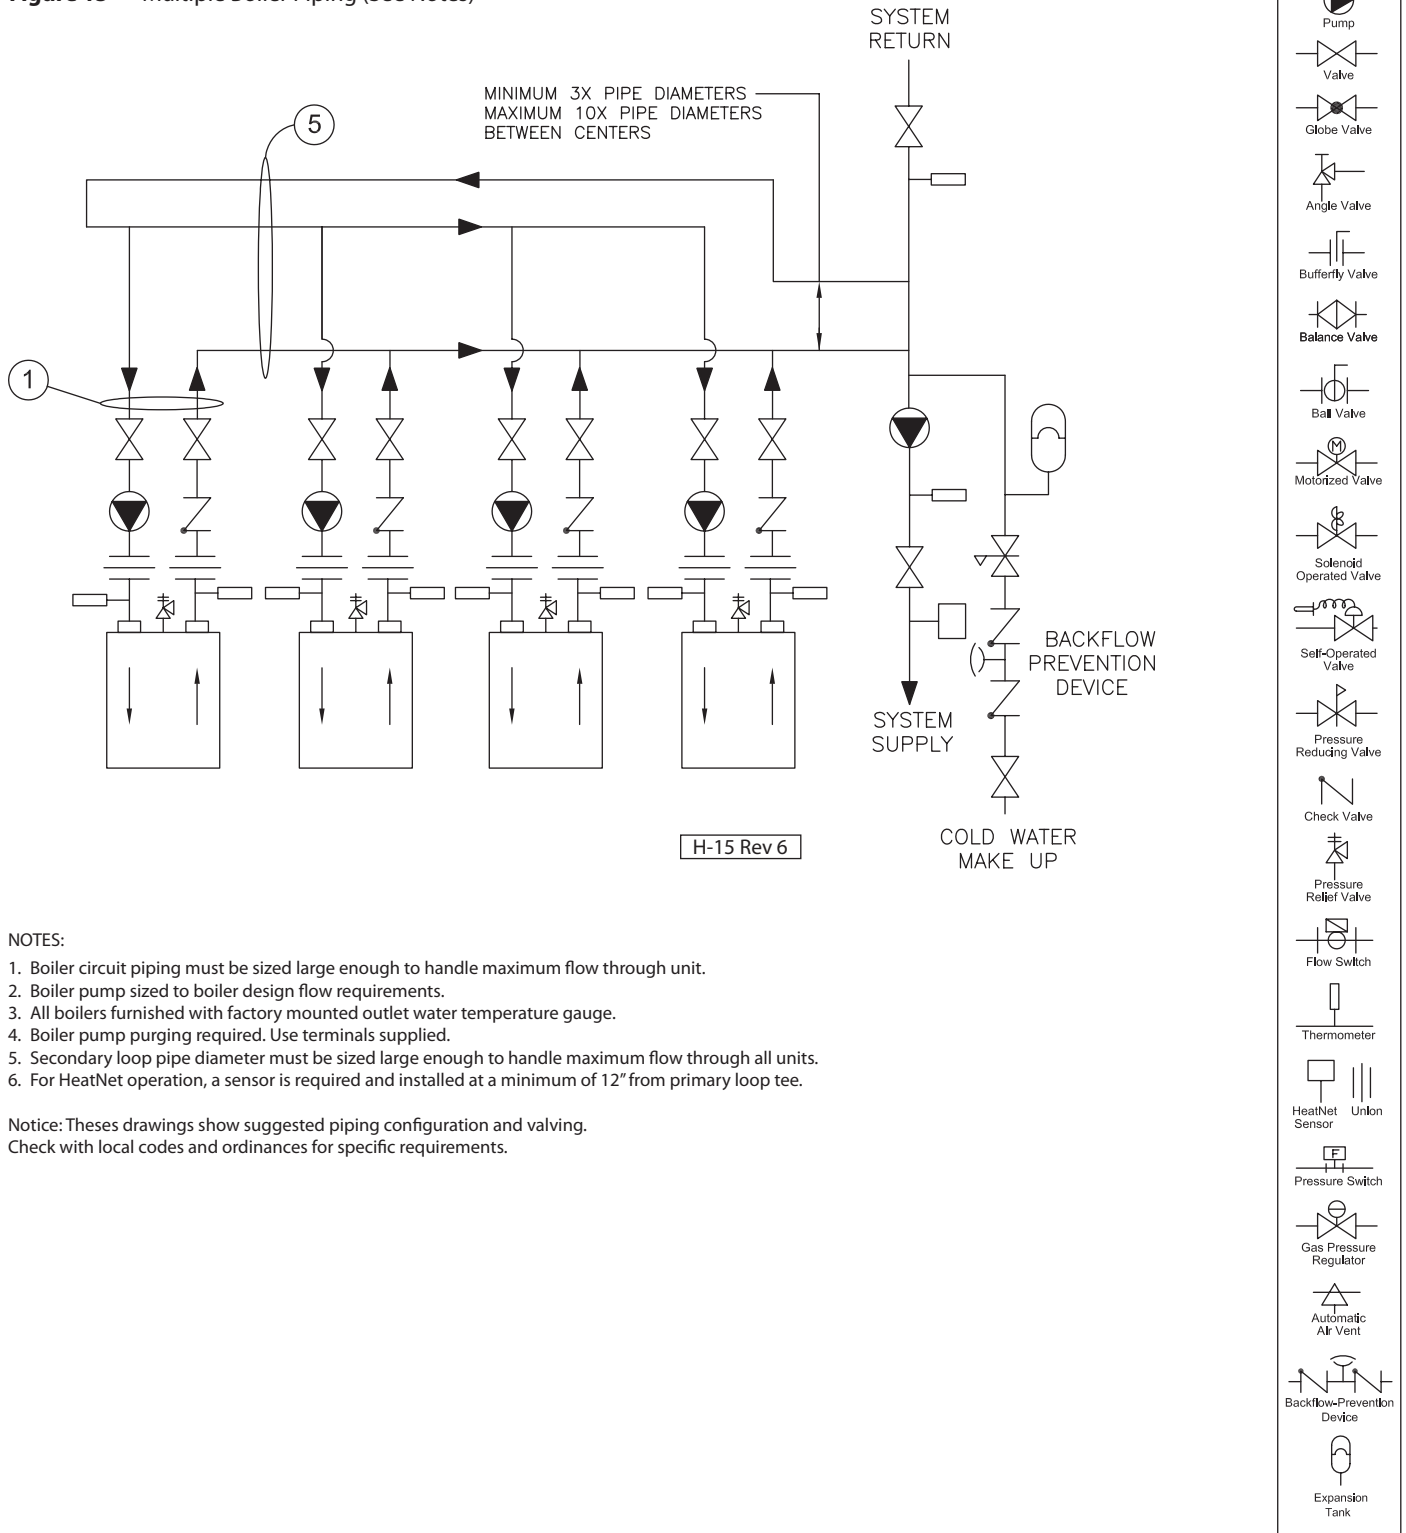 SYSTEM
RETURN
MINIMUM 3X PIPE DIAMETERS
MAXIMUM 10X PIPE DIAMETERS
BETWEEN CENTERS
5
1
BACKFLOW
PREVENTION
DEVICE
SYSTEM
SUPPLY
COLD WATER
MAKE UP
H-15 Rev 6
NOTES:
1. Boiler circuit piping must be sized large enough to handle maximum flow through unit.
2. Boiler pump sized to boiler design flow requirements.
3. All boilers furnished with factory mounted outlet water temperature gauge.
4. Boiler pump purging required. Use terminals supplied.
5. Secondary loop pipe diameter must be sized large enough to handle maximum flow through all units.
6. For HeatNet operation, a sensor is required and installed at a minimum of 12" from primary loop tee.
Notice: Theses drawings show suggested piping configuration and valving.
Check with local codes and ordinances for specific requirements.
Pump
Valve
Globe Valve
Angle Valve
Bufferfly Valve
Balance Valve
Ball Valve
M
Motorized Valve
Solenoid
Operated Valve
Self-Operated
Valve
Pressure
Reducing Valve
Check Valve
Pressure
Relief Valve
Flow Switch
Thermometer
HeatNet
Sensor
Union
F
Pressure Switch
Gas Pressure
Regulator
Automatic
Air Vent
Backflow-Prevention
Device
Expansion
Tank